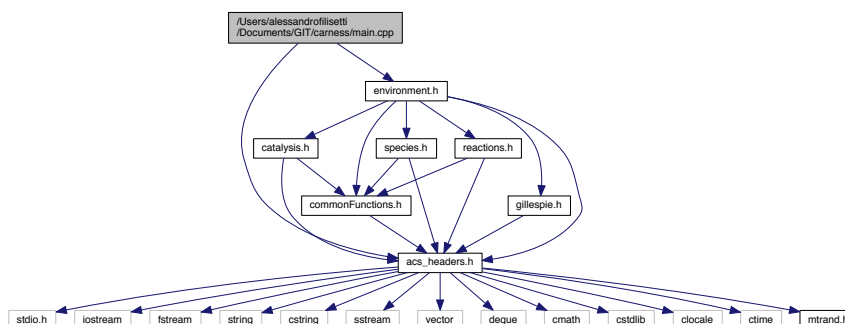 /Users/alessandrofilisetti
/Documents/GIT/carness/main.cpp
environment.h
catalysis.h
species.h
reactions.h
commonFunctions.h
gillespie.h
acs_headers.h
stdio.h
iostream
fstream
string
cstring
sstream
vector
deque
cmath
cstdlib
clocale
ctime
mtrand.h